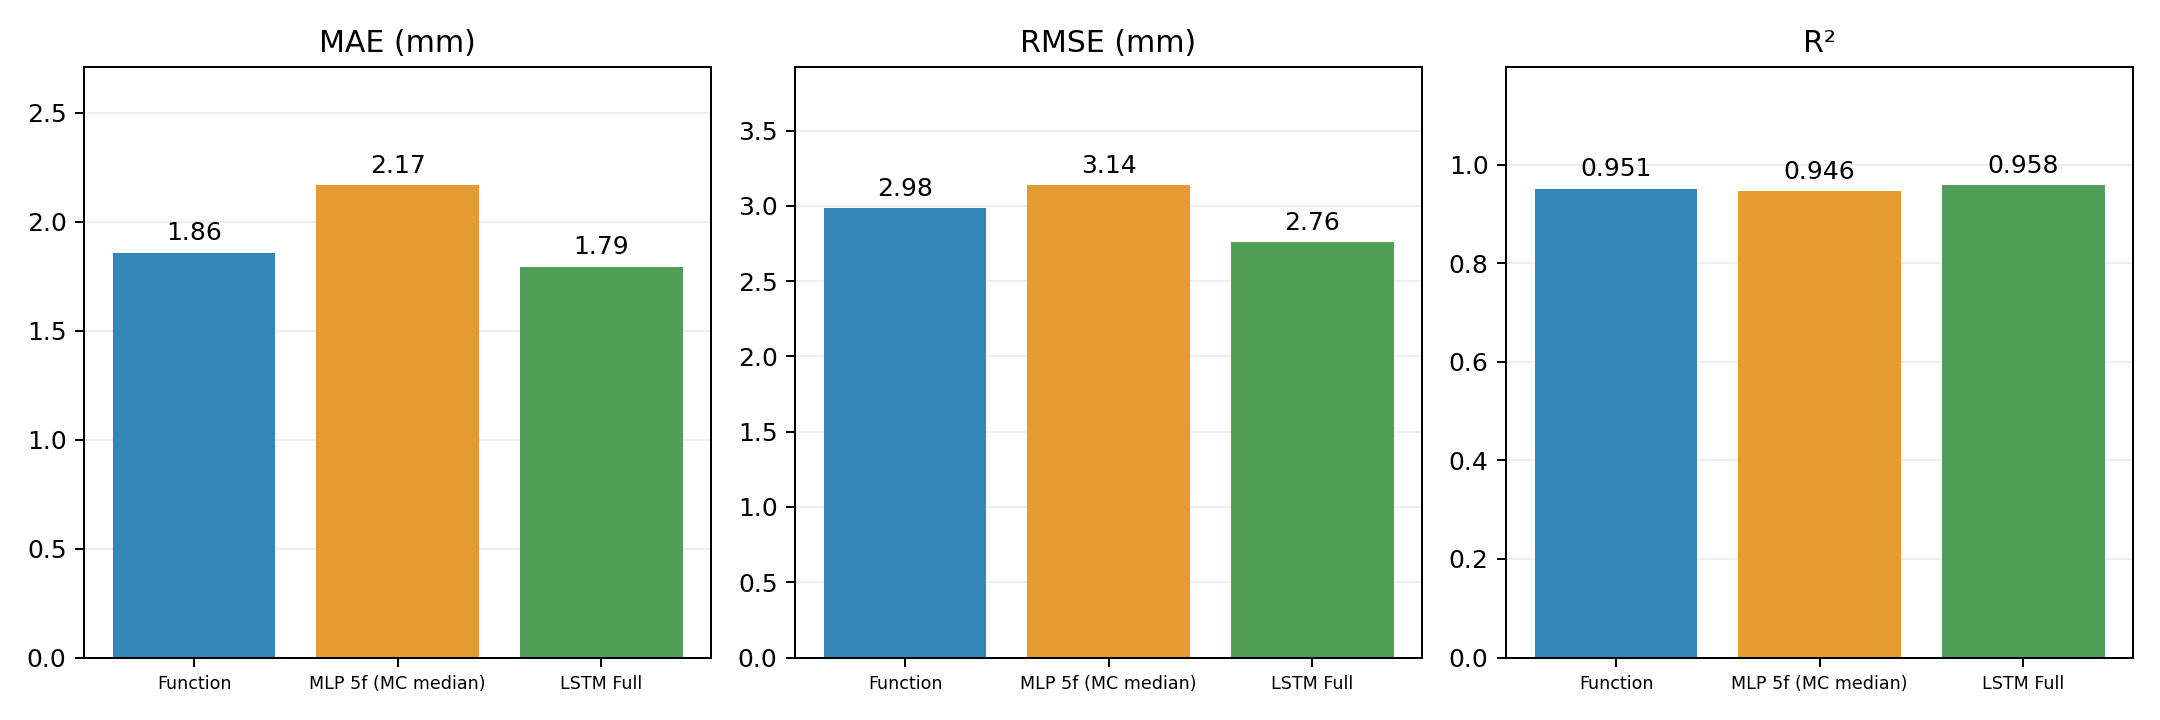 MAE (mm)
2.5
2.0
1.5
1.0
0.5
0.0
1.86
2.17
1.79
Function
MLP 5f (MC median)
LSTM Full
RMSE (mm)
3.5
3.0
2.5
2.0
1.5
1.0
0.5
0.0
2.98
3.14
2.76
Function
MLP 5f (MC median)
LSTM Full
R²
1.0
0.8
0.6
0.4
0.2
0.0
0.951
0.946
0.958
Function
MLP 5f (MC median)
LSTM Full